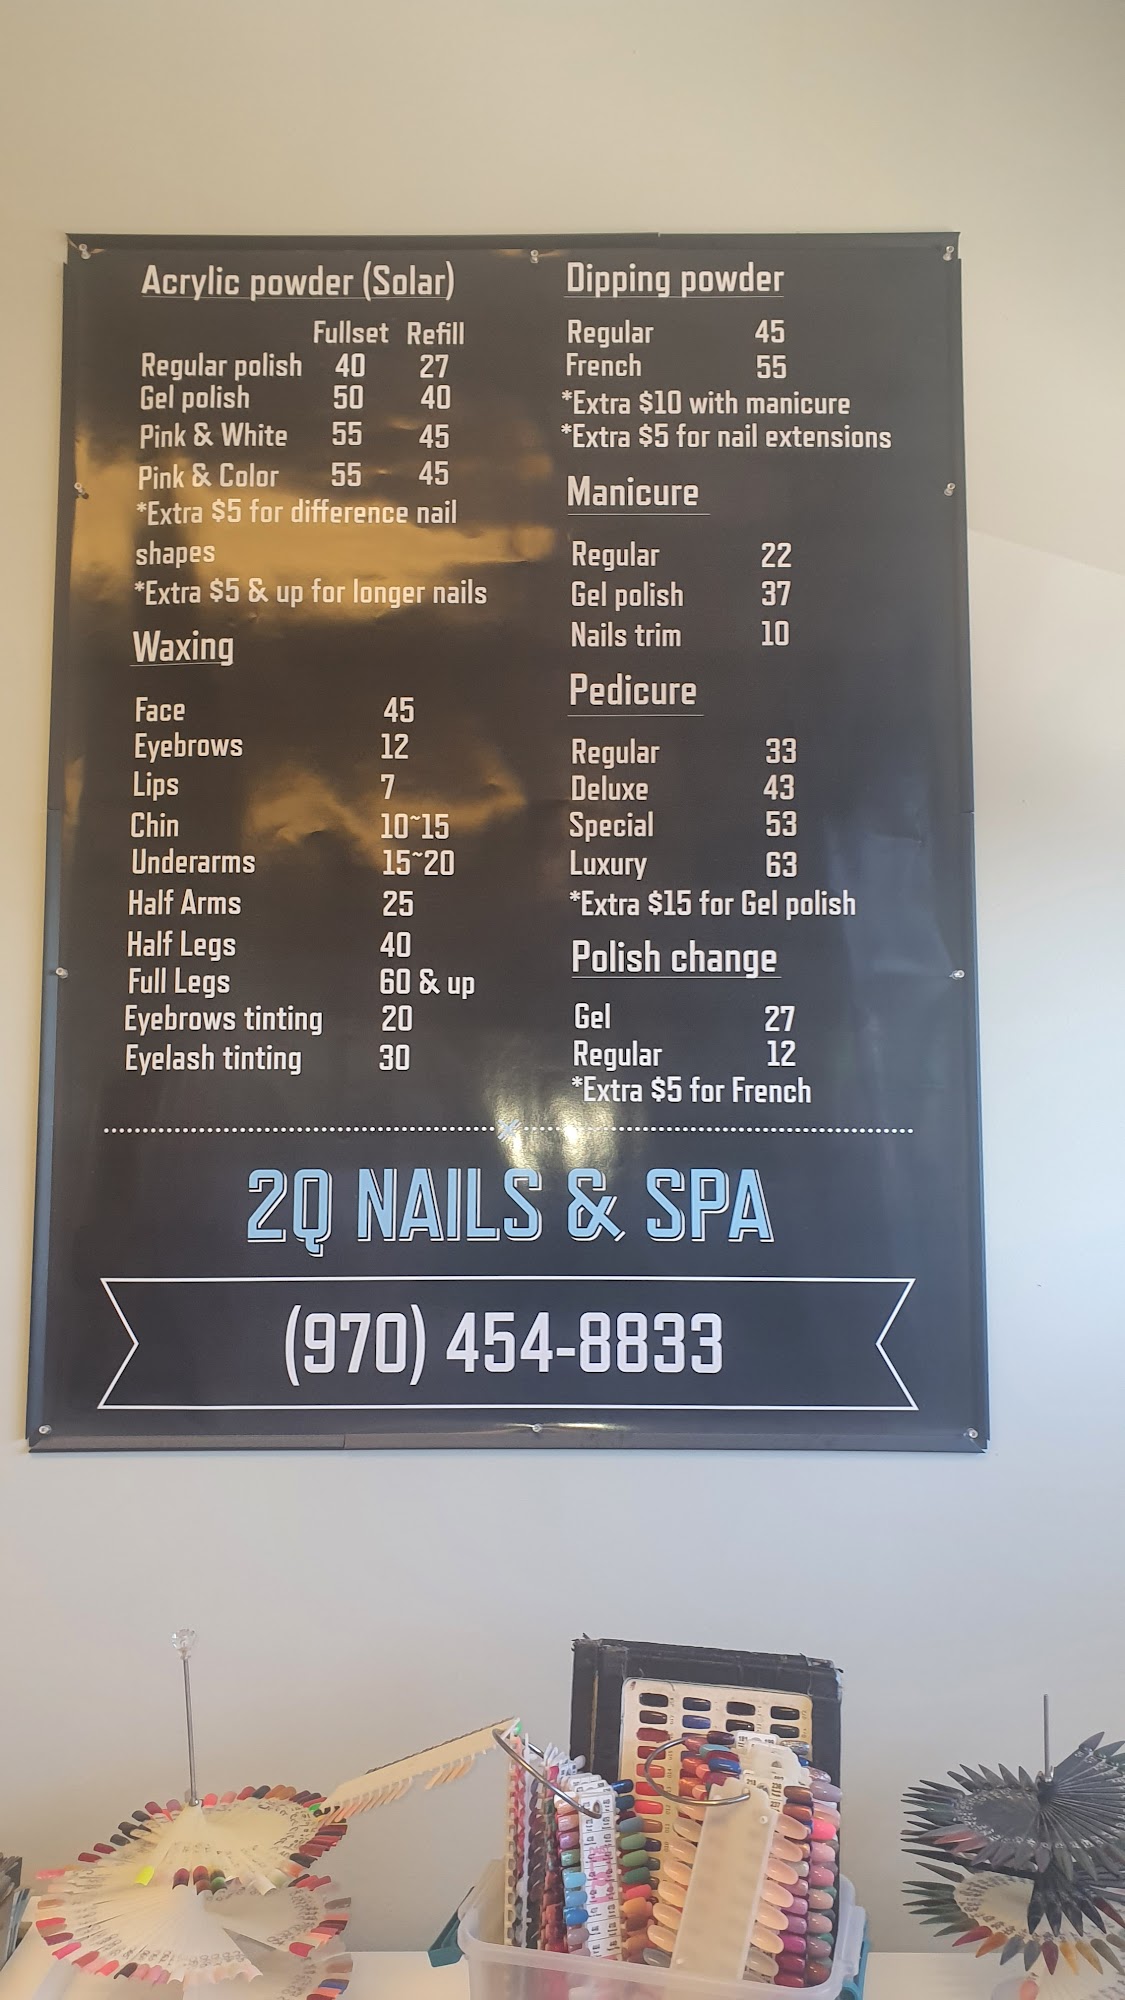 Acrylic powder (Solar)
Fullset Refill
Regular polish 40 27
Gel polish 50 40
Pink & White 55 45
Pink & Color 55 45
*Extra $5 for difference nail
shapes
*Extra $5 & up for longer nails
Waxing
Face 45
Eyebrows 12
Lips 7
Chin 10~15
Underarms 15~20
Half Arms 25
Half Legs 40
Full Legs 60 & up
Eyebrows tinting 20
Eyelash tinting 30
Dipping powder
Regular 45
French 55
*Extra $10 with manicure
*Extra $5 for nail extensions
Manicure
Regular 22
Gel polish 37
Nails trim 10
Pedicure
Regular 33
Deluxe 43
Special 53
Luxury 63
*Extra $15 for Gel polish
Polish change
Gel 27
Regular 12
*Extra $5 for French
2Q NAILS & SPA
(970) 454-8833